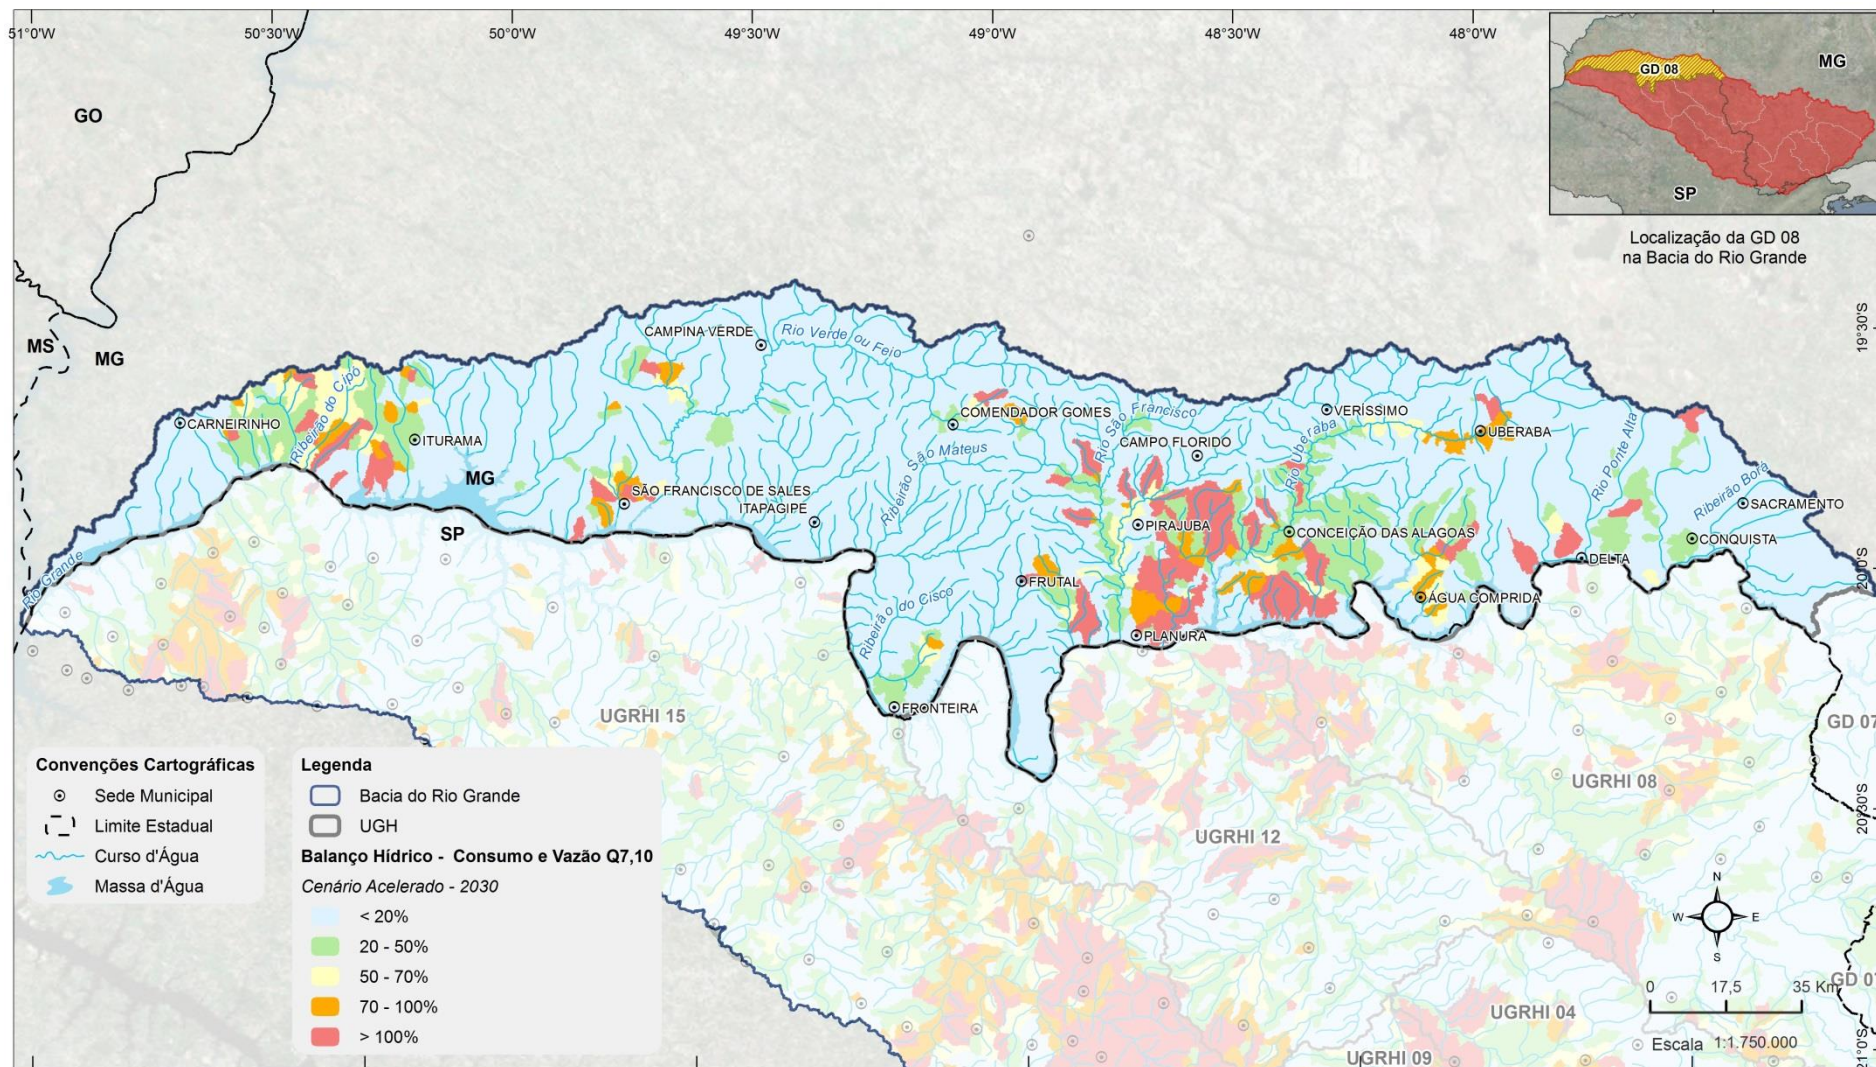 51°0'W
50°30'W
50°0'W
49°30'W
49°0'W
48°30'W
48°0'W
GO
MG
GD 08
SP
Localização da GD 08
na Bacia do Rio Grande
19°30'S
MS
MG
CAMPINA VERDE
Rio Verde ou Feio
Ribeirão do Cipó
CARNEIRINHO
ITURAMA
COMENDADOR GOMES
Rio São Francisco
VERÍSSIMO
CAMPO FLORIDO
Rio Uberaba
UBERABA
Rio Ponte Alta
Ribeirão São Mateus
MG
SÃO FRANCISCO DE SALES
ITAPAGIPE
Ribeirão Borá
SACRAMENTO
SP
PIRAJUBA
CONCEIÇÃO DAS ALAGOAS
CONQUISTA
DELTA
20°0'S
Rio Grande
FRUTAL
Ribeirão do Cisco
ÁGUA COMPRIDA
PLANURA
FRONTEIRA
UGRHI 15
GD 07
UGRHI 08
20°30'S
UGRHI 12
GD 07
UGRHI 04
UGRHI 09
21°0'S
Convenções Cartográficas
Sede Municipal
Limite Estadual
Curso d'Água
Massa d'Água
Legenda
Bacia do Rio Grande
UGH
Balanço Hídrico - Consumo e Vazão Q7,10
Cenário Acelerado - 2030
< 20%
20 - 50%
50 - 70%
70 - 100%
> 100%
N
W
E
S
0 17,5 35 Km
Escala 1:1.750.000